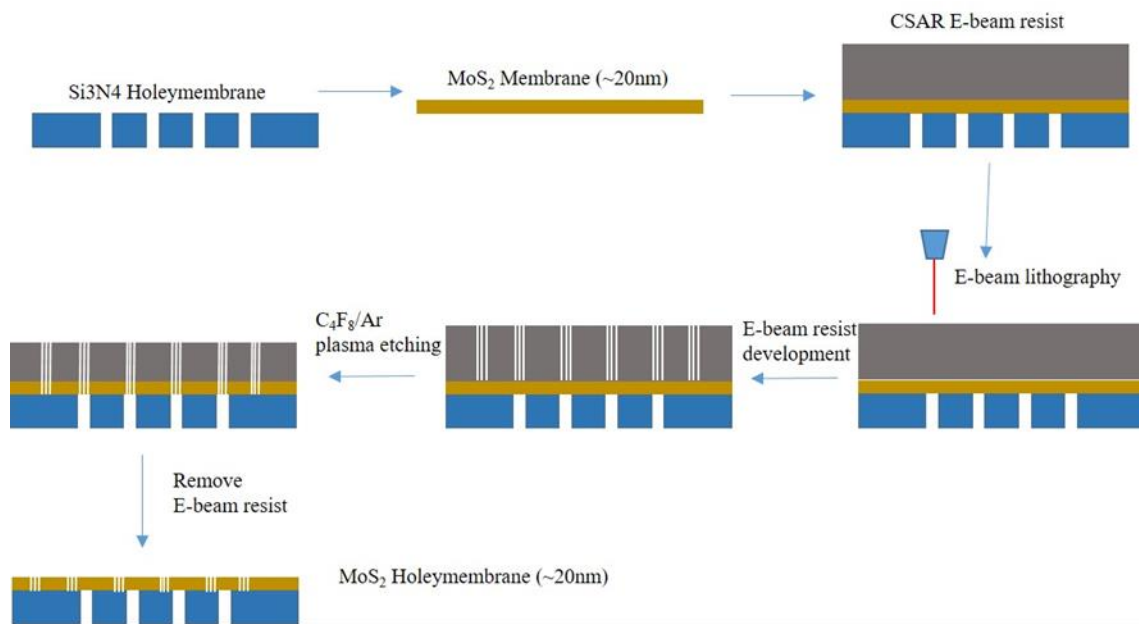 Si3N4 Holeymembrane
MoS₂ Membrane (~20nm)
CSAR E-beam resist
E-beam lithography
E-beam resist
development
C₄F₈/Ar
plasma etching
Remove
E-beam resist
MoS₂ Holeymembrane (~20nm)